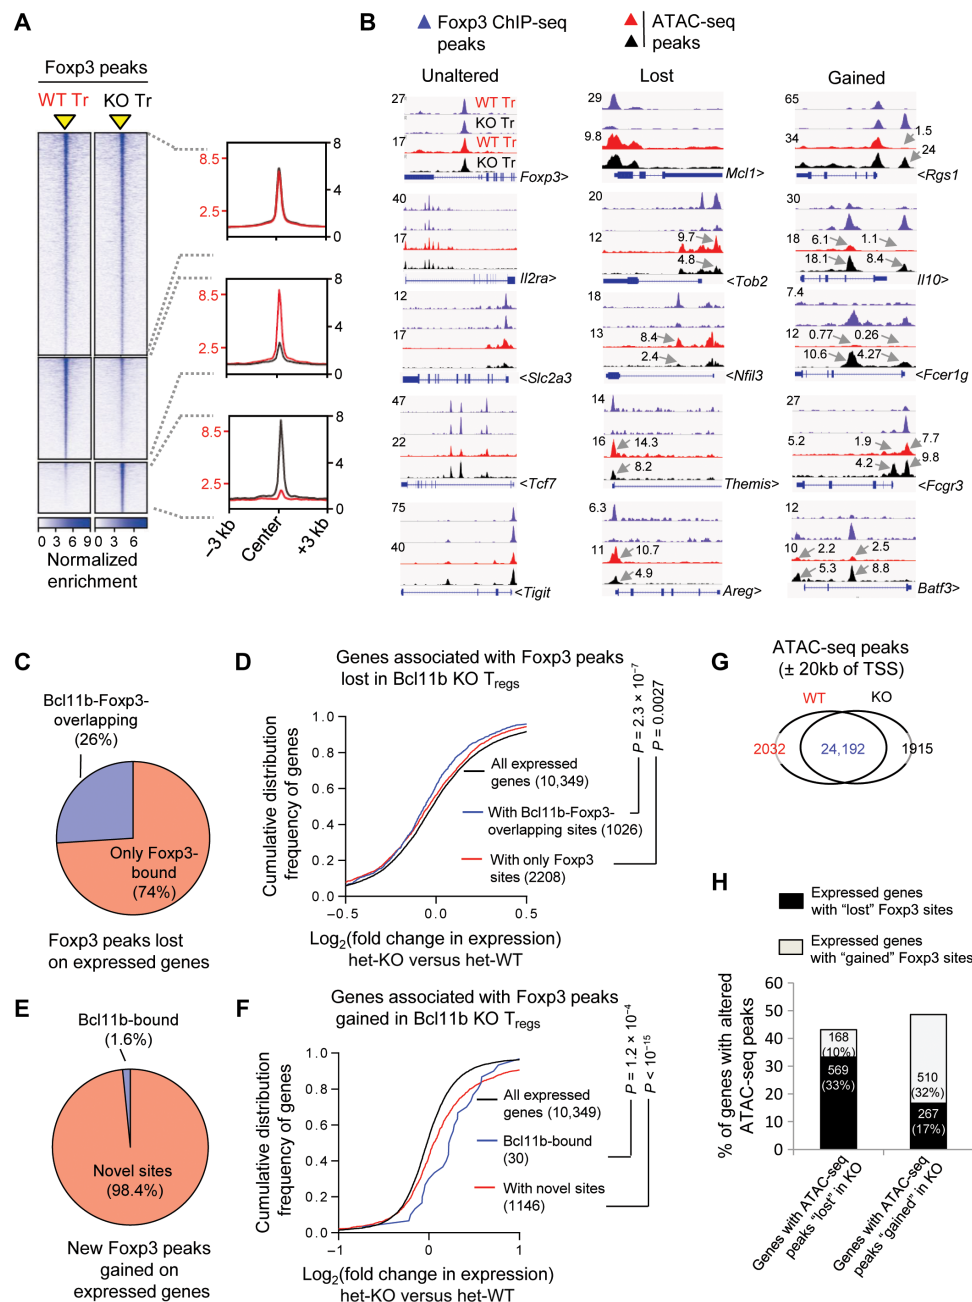 A
Foxp3 peaks
WT Tr KO Tr
8.5
2.5
8
4
0
8.5
2.5
8
4
0
8.5
2.5
8
4
0
−3 kb
Center
+3 kb
0 3 6 9 0 3 6
Normalized
enrichment
B
Foxp3 ChIP-seq
peaks
ATAC-seq
peaks
Unaltered
27
WT Tr
KO Tr
17
WT Tr
KO Tr
Foxp3>
40
17
Il2ra>
12
17
<Slc2a3
47
22
<Tcf7
75
40
<Tigit
Lost
29
9.8
Mcl1>
20
12
9.7
4.8
<Tob2
18
13
8.4
2.4
<Nfil3
14
16
14.3
8.2
Themis>
6.3
11
10.7
4.9
Areg>
Gained
65
34
1.5
24
<Rgs1
30
18
6.1
1.1
18.1
8.4
Il10>
7.4
12
0.77
0.26
10.6
4.27
<Fcer1g
27
5.2
1.9
7.7
4.2
9.8
<Fcgr3
12
10
2.2
2.5
5.3
8.8
Batf3>
C
Bcl11b-Foxp3-
overlapping
(26%)
Only Foxp3-
bound
(74%)
Foxp3 peaks lost
on expressed genes
D
Genes associated with Foxp3 peaks
lost in Bcl11b KO Tregs
Cumulative distribution
frequency of genes
1.0
0.8
0.6
0.4
0.2
0.0
−0.5
0.0
0.5
All expressed
genes (10,349)
With Bcl11b-Foxp3-
overlapping sites (1026)
With only Foxp3
sites (2208)
P = 2.3 × 10−7
P = 0.0027
Log2(fold change in expression)
het-KO versus het-WT
E
Bcl11b-bound
(1.6%)
Novel sites
(98.4%)
New Foxp3 peaks
gained on
expressed genes
F
Genes associated with Foxp3 peaks
gained in Bcl11b KO Tregs
Cumulative distribution
frequency of genes
1.0
0.8
0.6
0.4
0.2
0.0
−1
0
1
All expressed
genes (10,349)
Bcl11b-bound
(30)
With novel sites
(1146)
P = 1.2 × 10−4
P < 10−15
Log2(fold change in expression)
het-KO versus het-WT
G
ATAC-seq peaks
(± 20kb of TSS)
WT
KO
2032
24,192
1915
H
Expressed genes
with “lost” Foxp3 sites
Expressed genes
with “gained” Foxp3 sites
% of genes with altered
ATAC-seq peaks
60
50
40
30
20
10
0
168
(10%)
569
(33%)
510
(32%)
267
(17%)
Genes with ATAC-seq
peaks “lost” in KO
Genes with ATAC-seq
peaks “gained” in KO